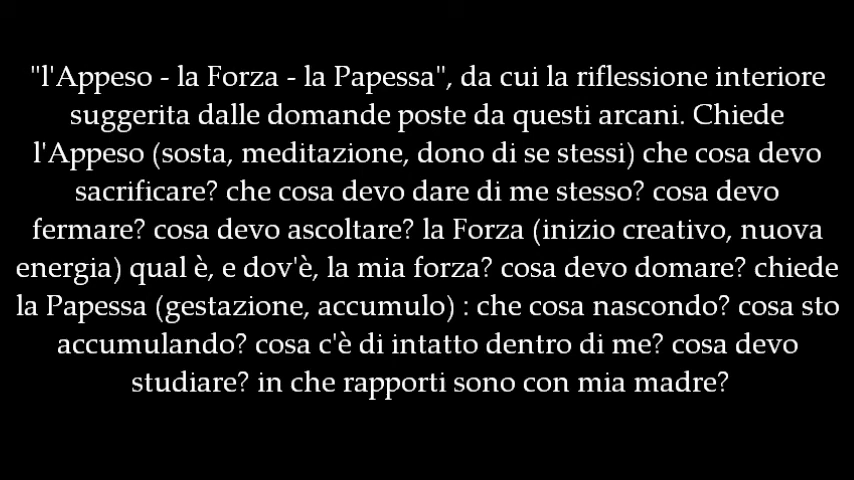 "l'Appeso - la Forza - la Papessa", da cui la riflessione interiore
suggerita dalle domande poste da questi arcani. Chiede
l'Appeso (sosta, meditazione, dono di se stessi) che cosa devo
sacrificare? che cosa devo dare di me stesso? cosa devo
fermare? cosa devo ascoltare? la Forza (inizio creativo, nuova
energia) qual è, e dov'è, la mia forza? cosa devo domare? chiede
la Papessa (gestazione, accumulo) : che cosa nascondo? cosa sto
accumulando? cosa c'è di intatto dentro di me? cosa devo
studiare? in che rapporti sono con mia madre?